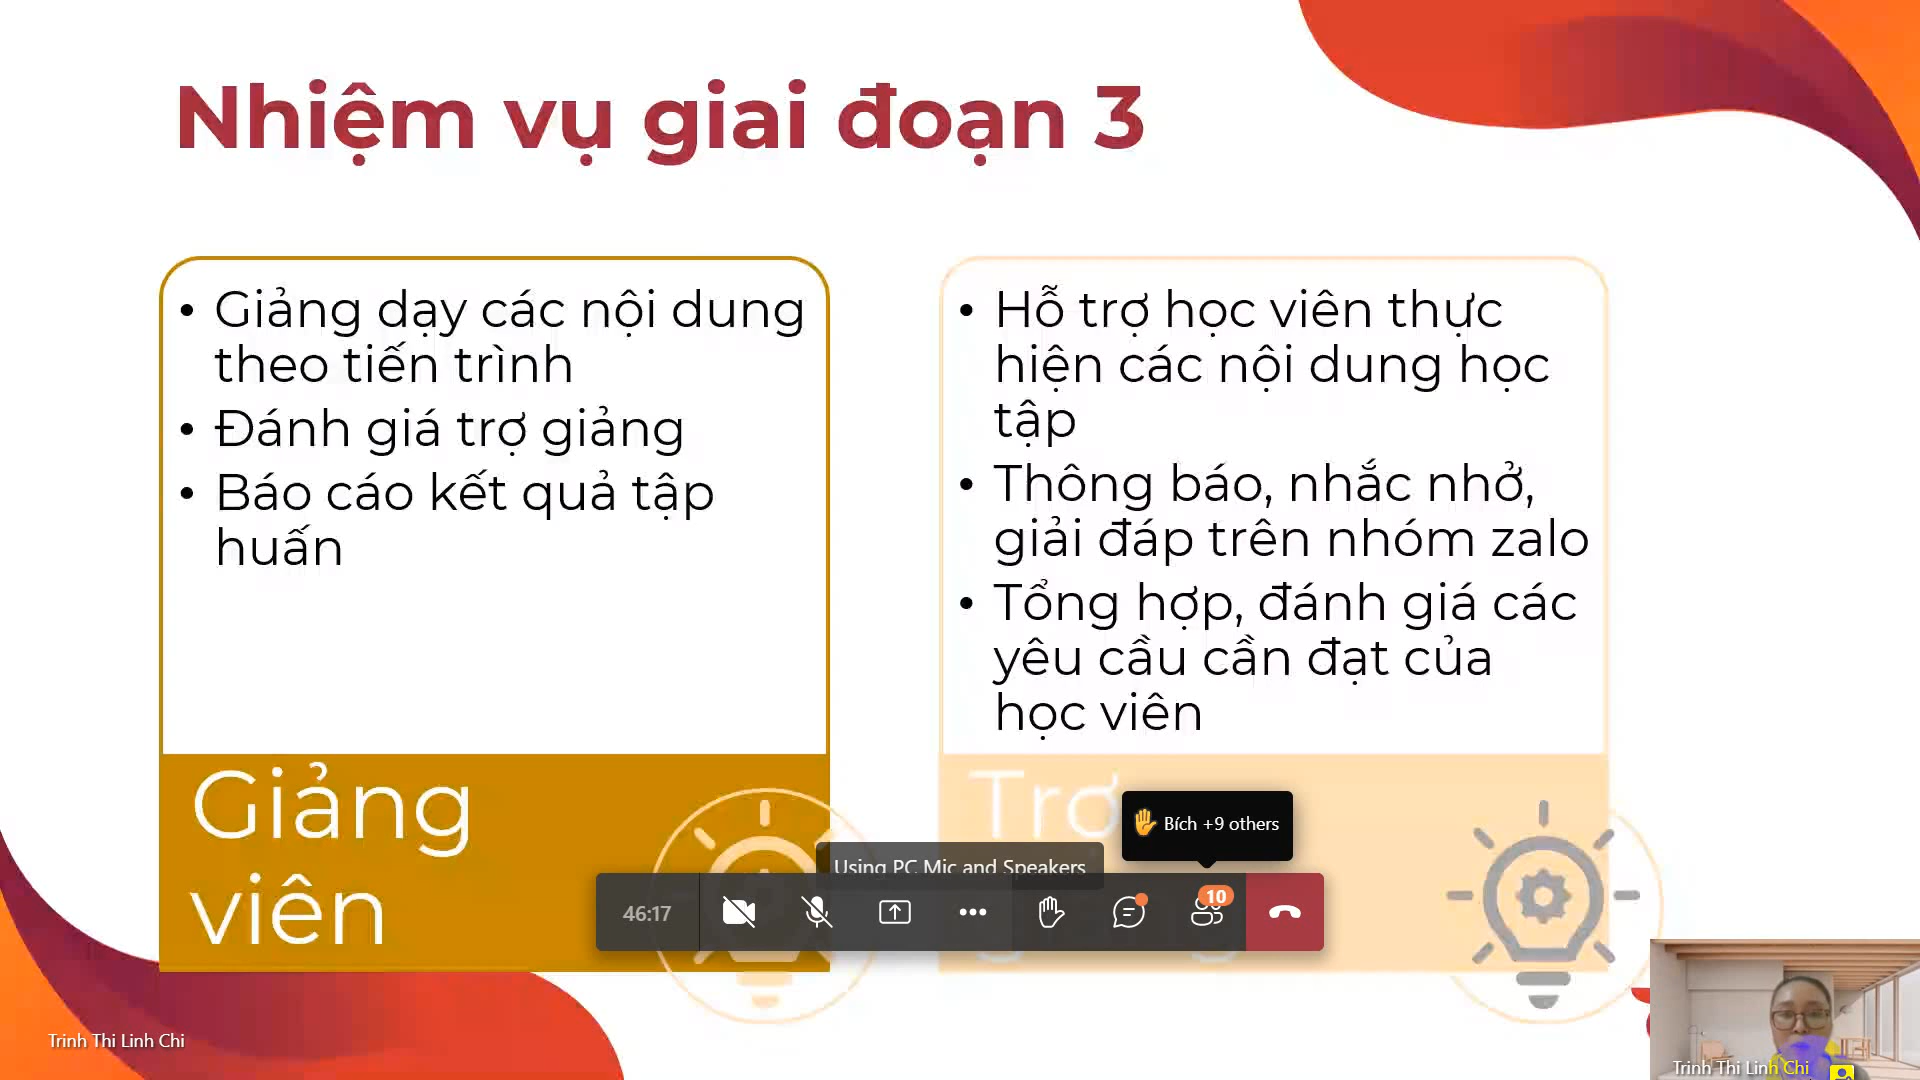 Nhiệm vụ giai đoạn 3
• Giảng dạy các nội dung
theo tiến trình
• Đánh giá trợ giảng
• Báo cáo kết quả tập
huấn
Giảng
viên
• Hỗ trợ học viên thực
hiện các nội dung học
tập
• Thông báo, nhắc nhở,
giải đáp trên nhóm zalo
• Tổng hợp, đánh giá các
yêu cầu cần đạt của
học viên
Trợ
✋ Bích +9 others
Using PC Mic and Speakers
46:17
10
Trinh Thi Linh Chi
Trinh Thi Linh Chi